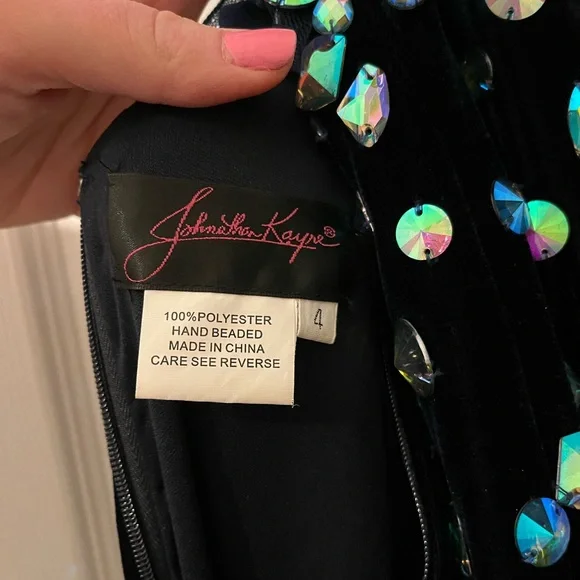 Johnathan Kayne®
4
100%POLYESTER
HAND BEADED
MADE IN CHINA
CARE SEE REVERSE